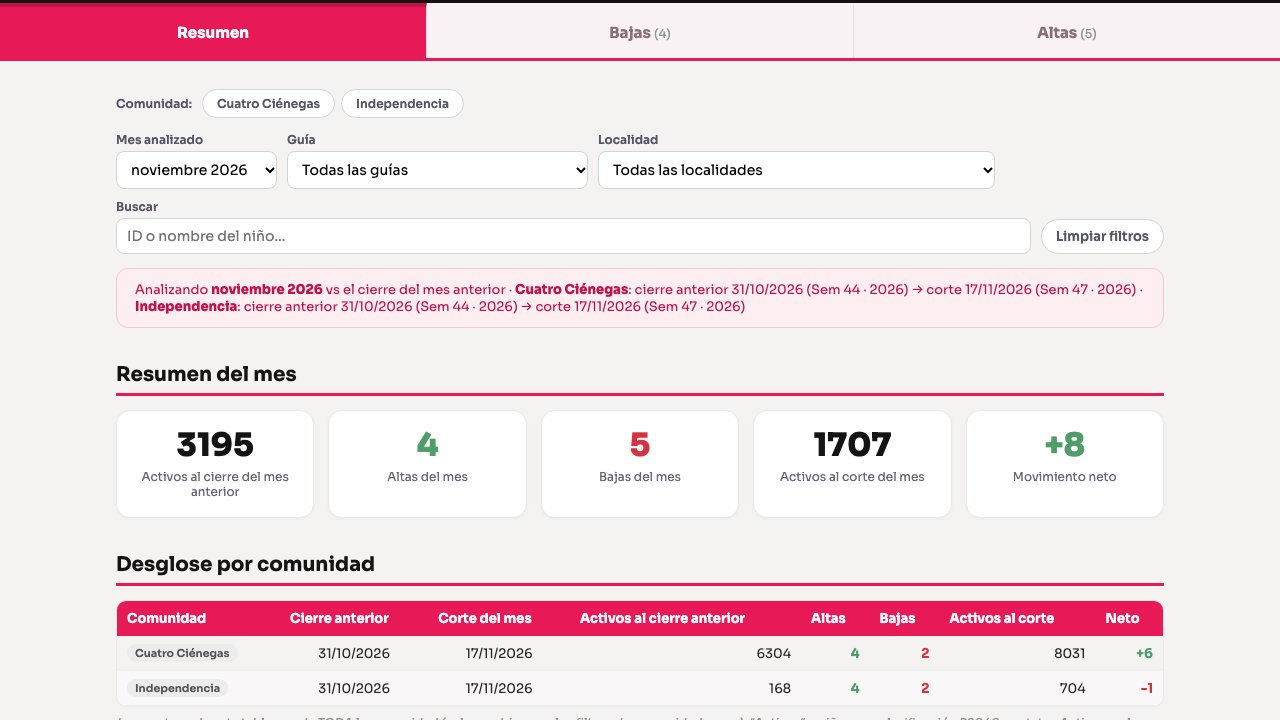 Resumen
Bajas (4)
Altas (5)
Comunidad: Cuatro Ciénegas Independencia
Mes analizado Guía Localidad
noviembre 2026 Todas las guías Todas las localidades
Buscar
ID o nombre del niño... Limpiar filtros
Analizando noviembre 2026 vs el cierre del mes anterior · Cuatro Ciénegas: cierre anterior 31/10/2026 (Sem 44 · 2026) → corte 17/11/2026 (Sem 47 · 2026) ·
Independencia: cierre anterior 31/10/2026 (Sem 44 · 2026) → corte 17/11/2026 (Sem 47 · 2026)
Resumen del mes
3195
Activos al cierre del mes
anterior
4
Altas del mes
5
Bajas del mes
1707
Activos al corte del mes
+8
Movimiento neto
Desglose por comunidad
Comunidad Cierre anterior Corte del mes Activos al cierre anterior Altas Bajas Activos al corte Neto
Cuatro Ciénegas 31/10/2026 17/11/2026 6304 4 2 8031 +6
Independencia 31/10/2026 17/11/2026 168 4 2 704 -1